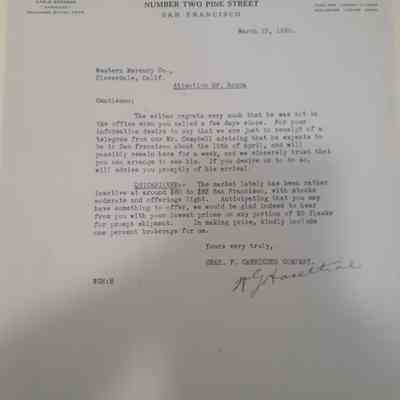 NUMBER TWO PINE STREET
SAN FRANCISCO
March 1930.
Western Mercury Co.,
Cloverdale, Calif.
Attention Mr.
Gentlemen:
The writer regrets very much that he was not in
the office when you called a few days since. For your
information desire to say that we are just in receipt of a
telegram from our Mr. Campbell advising that he expects to
be in San Francisco about the of April, and will
possibly remain here for a week, and we sincerely trust that
you can arrange to see him. If you desire us to do so,
will advise you promptly of his arrival.
QUICKSILVER.- The market lately has been rather
inactive at around to San Francisco, with stocks
moderate and offerings light. Anticipating that you may
have something to offer, we would be glad indeed to hear
from you with your lowest prices on any portion of 50 flasks
for prompt shipment. In making price, kindly include
one percent brokerage for us.
Yours very truly,
CHAS. F. COMPANY.
WGH:H